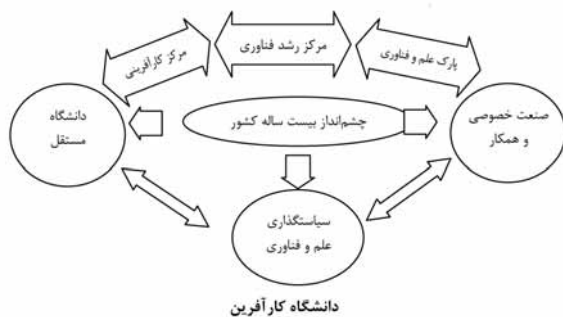 پارک علم و فناوری
مرکز رشد فناوری
مرکز کارآفرینی
صنعت خصوصی
و همکار
چشم‌انداز بیست ساله کشور
دانشگاه
مستقل
سیاستگذاری
علم و فناوری
دانشگاه کارآفرین